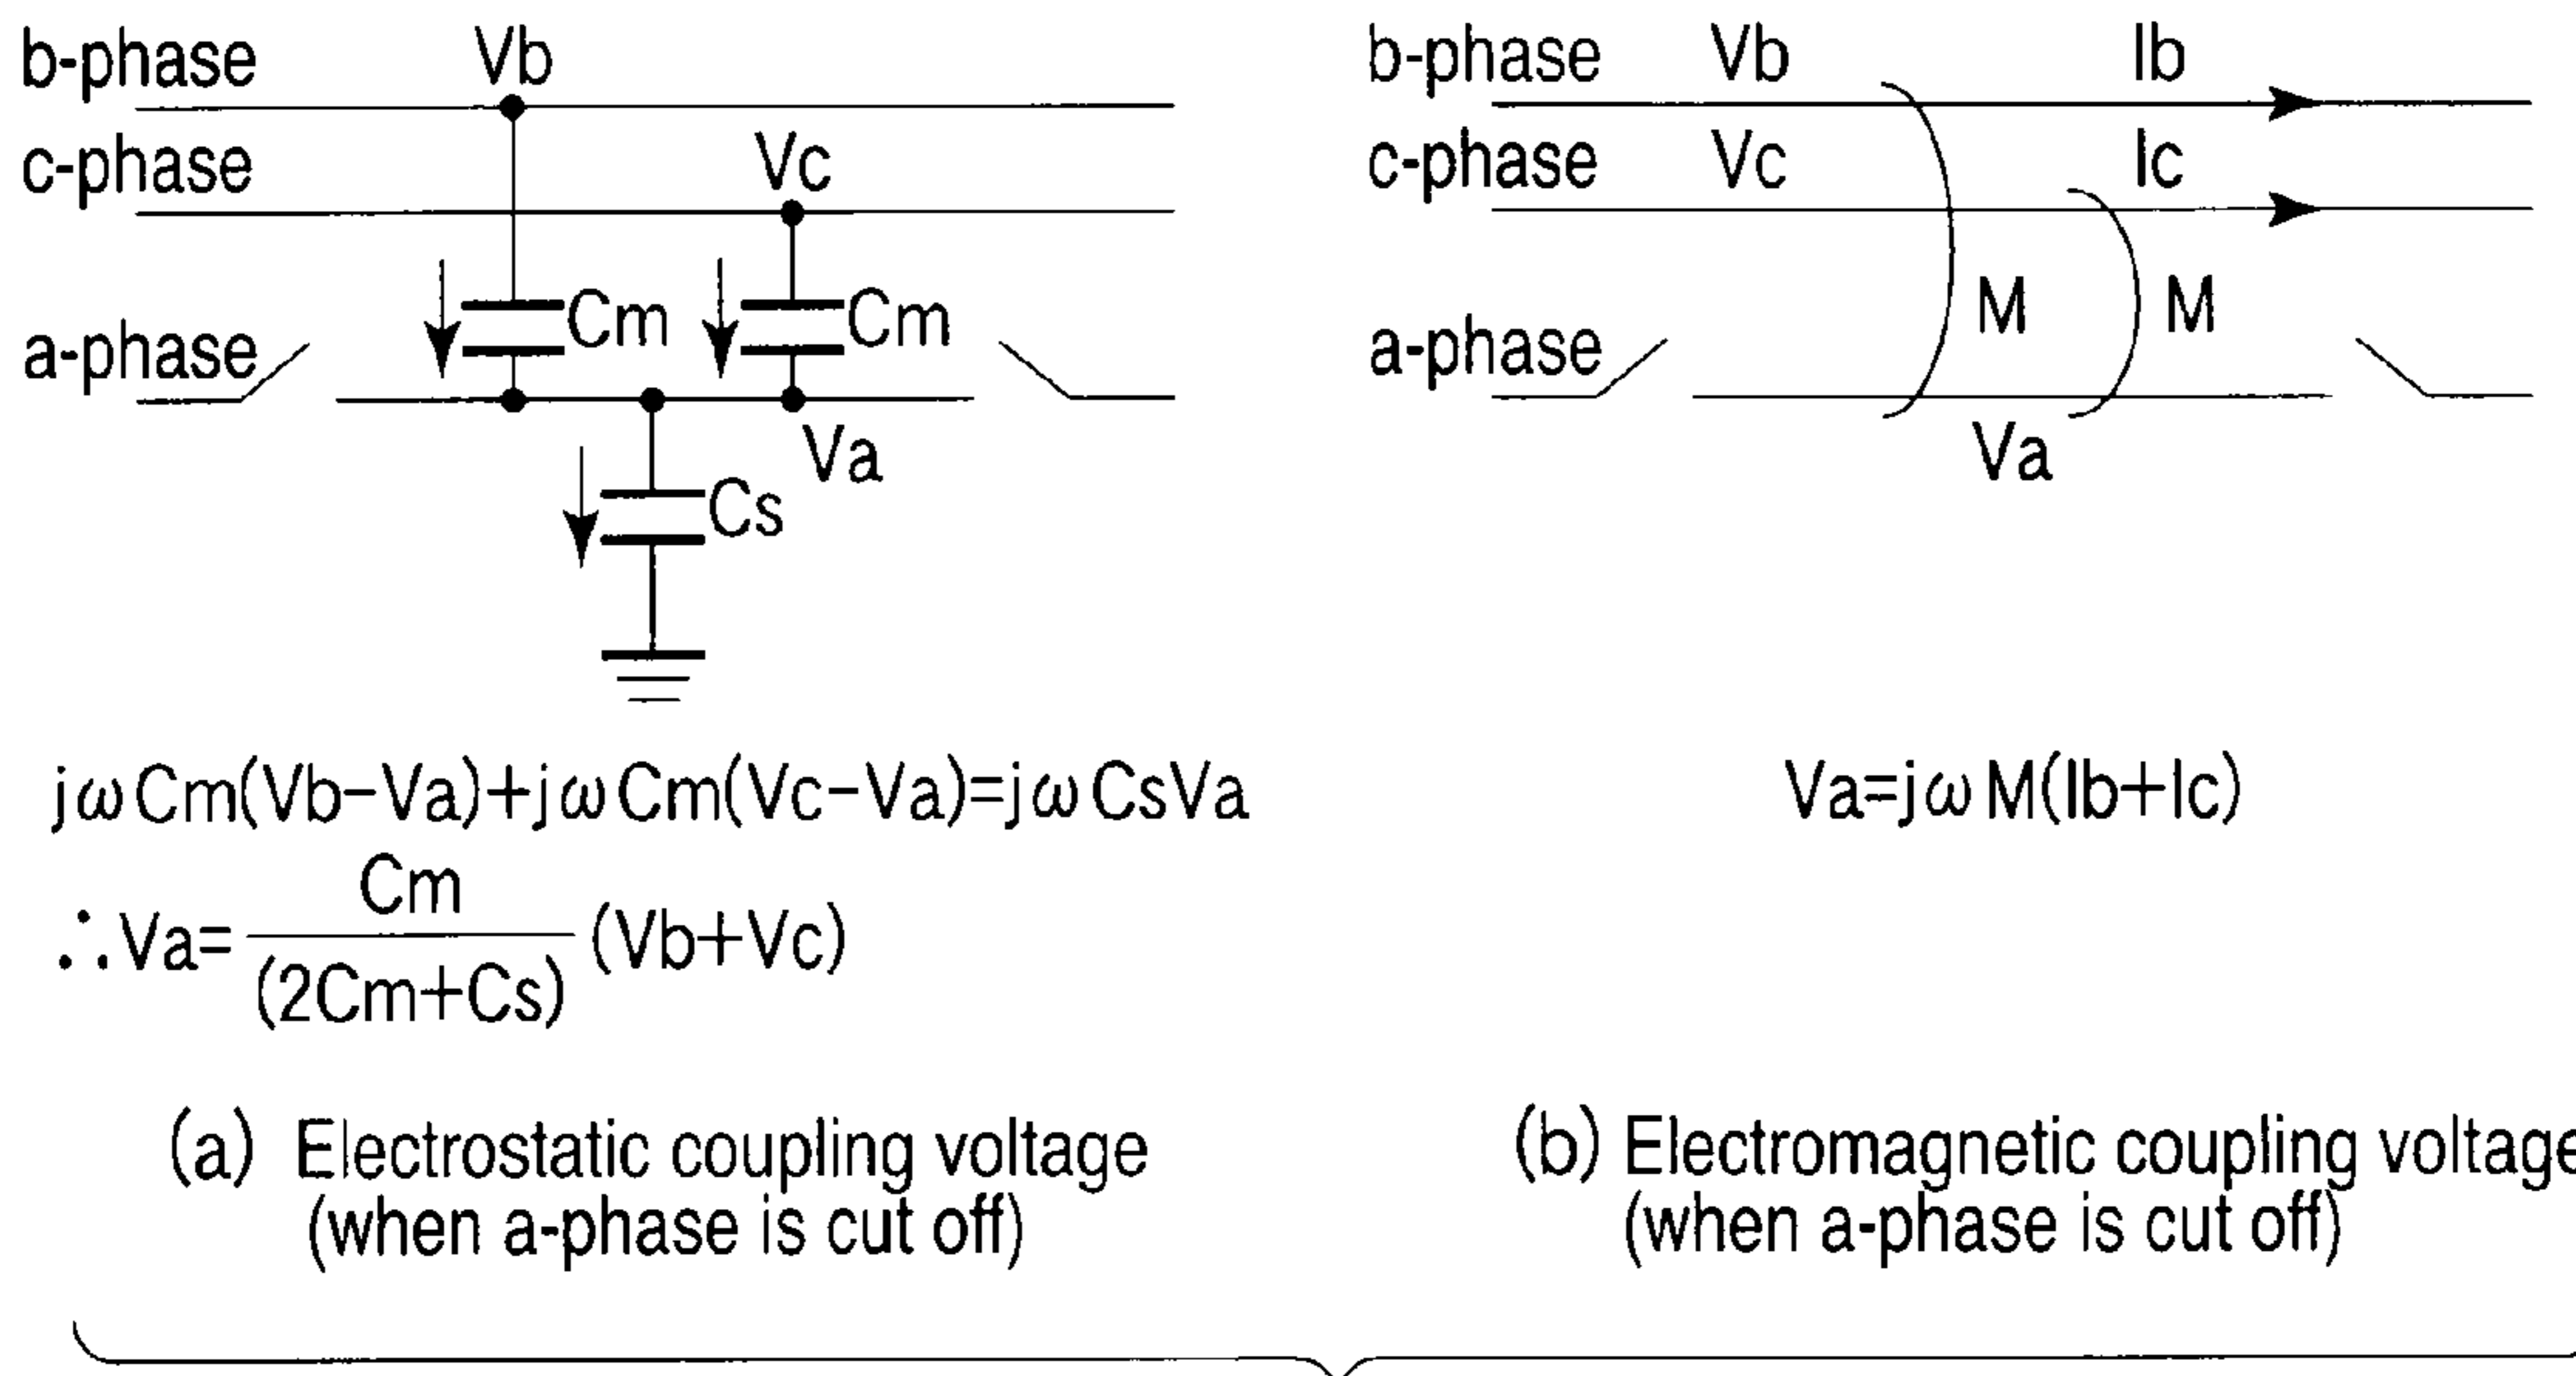 b-phase Vb
c-phase Vc
Cm Cm
a-phase
Va
Cs
jωCm(Vb-Va)+jωCm(Vc-Va)=jωCsVa
∴Va=Cm/(2Cm+Cs) (Vb+Vc)
(a) Electrostatic coupling voltage
(when a-phase is cut off)
b-phase Vb Ib
c-phase Vc Ic
M M
a-phase
Va
Va=jωM(Ib+Ic)
(b) Electromagnetic coupling voltage
(when a-phase is cut off)